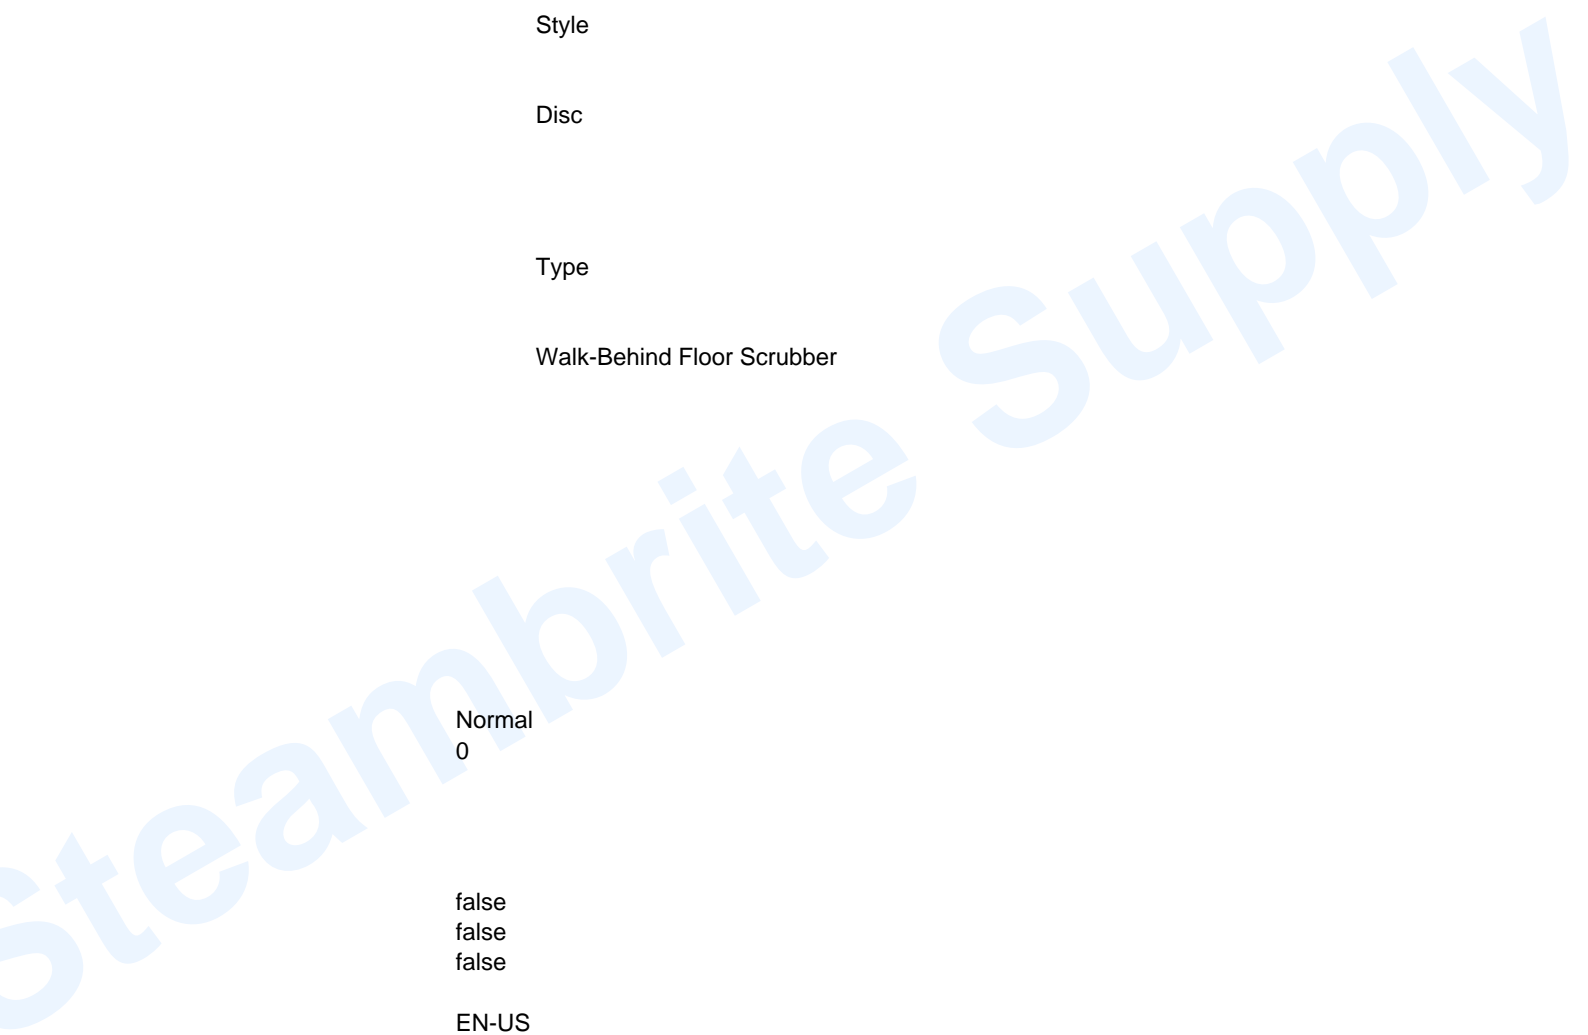 Style
Disc
Type
Walk-Behind Floor Scrubber
Normal
0
false
false
false
EN-US
Steambrite Supply